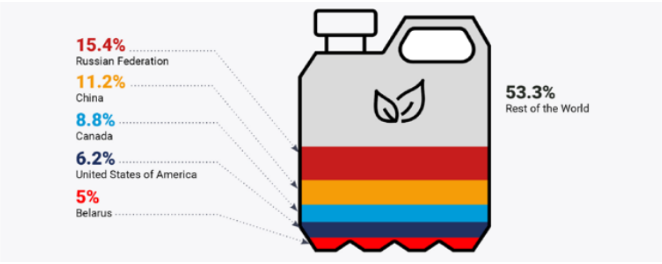 15.4%
Russian Federation
11.2%
China
8.8%
Canada
6.2%
United States of America
5%
Belarus
53.3%
Rest of the World